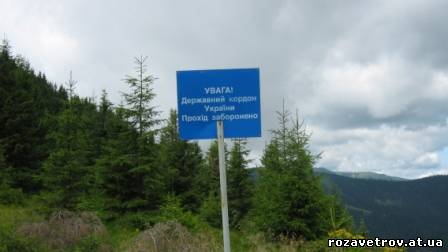 УВАГА!
Державний кордон
України
Прохід заборонено
rozavetrov.at.ua